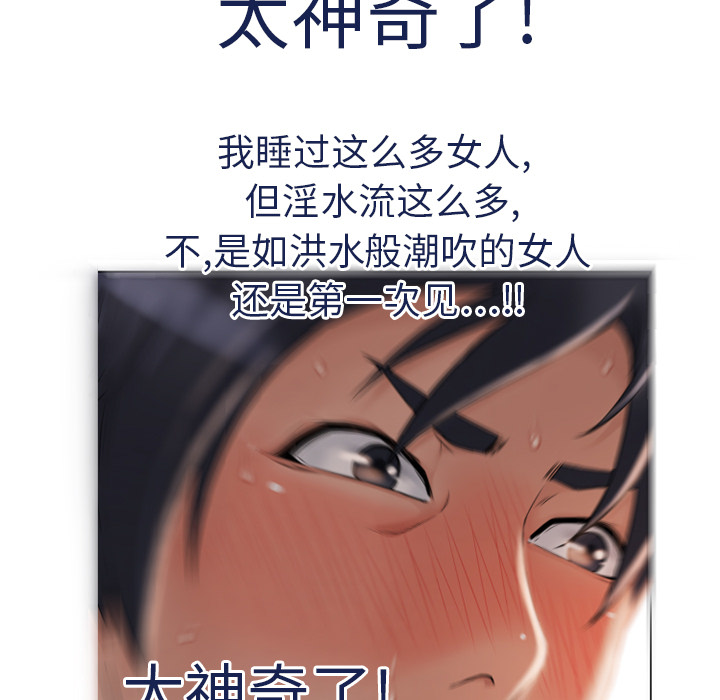 太神奇了!
我睡过这么多女人,
但淫水流这么多,
不,是如洪水般潮吹的女人
还是第一次见...!!
太神奇了!